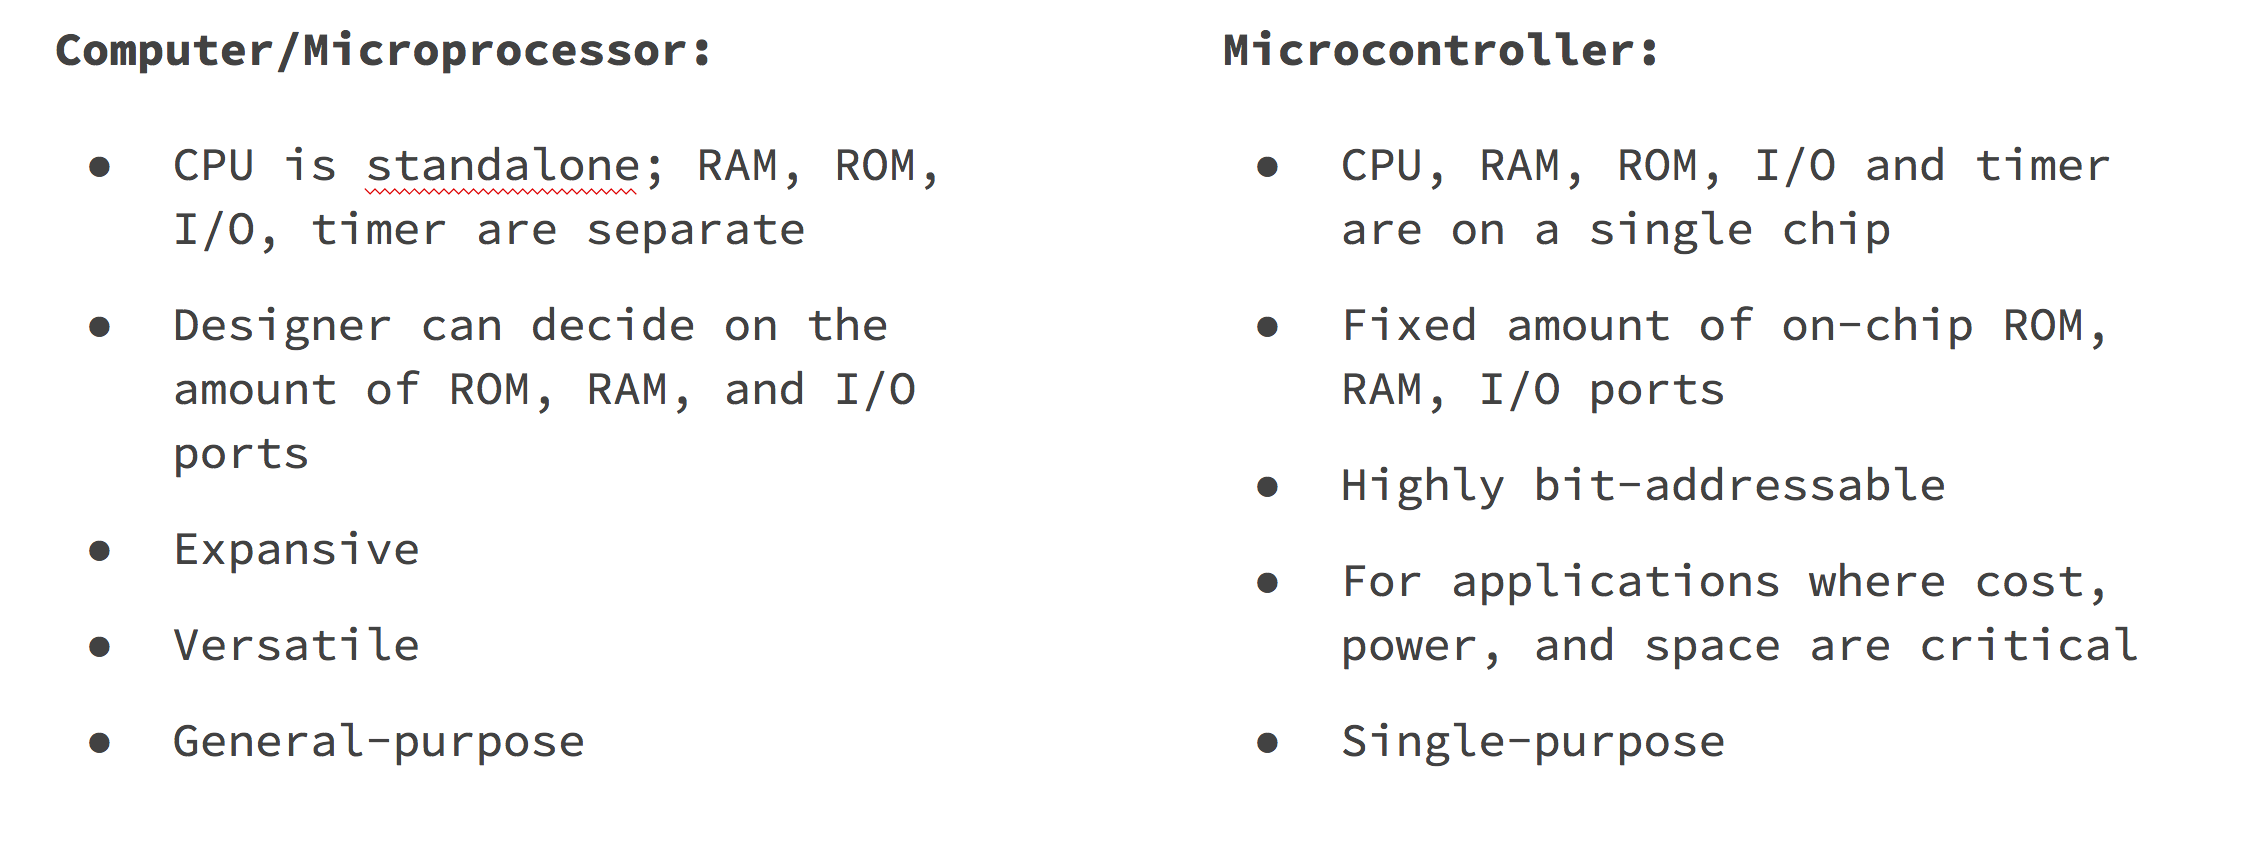 Computer/Microprocessor:
● CPU is standalone; RAM, ROM,
I/O, timer are separate
● Designer can decide on the
amount of ROM, RAM, and I/O
ports
● Expansive
● Versatile
● General-purpose
Microcontroller:
● CPU, RAM, ROM, I/O and timer
are on a single chip
● Fixed amount of on-chip ROM,
RAM, I/O ports
● Highly bit-addressable
● For applications where cost,
power, and space are critical
● Single-purpose